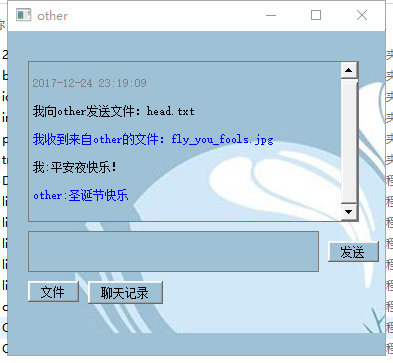 other
2017-12-24 23:19:09
我向other发送文件: head.txt
我收到来自other的文件: fly_you_fools.jpg
我:平安夜快乐!
other:圣诞节快乐
发送
文件
聊天记录